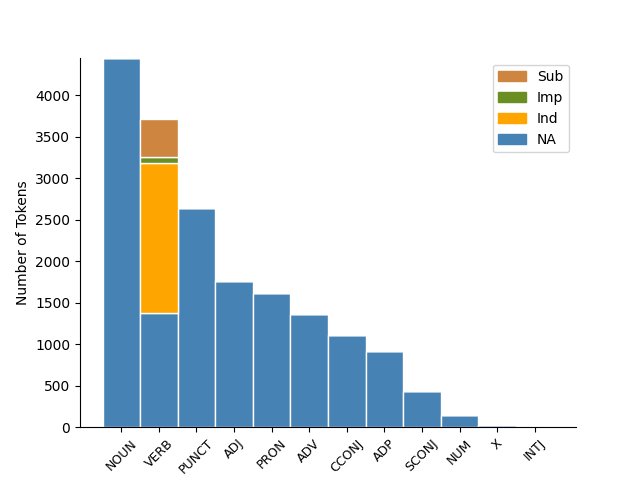 Sub
Imp
Ind
NA
Number of Tokens
4000
3500
3000
2500
2000
1500
1000
500
0
NOUN
VERB
PUNCT
ADJ
PRON
ADV
CCONJ
ADP
SCONJ
NUM
X
INTJ